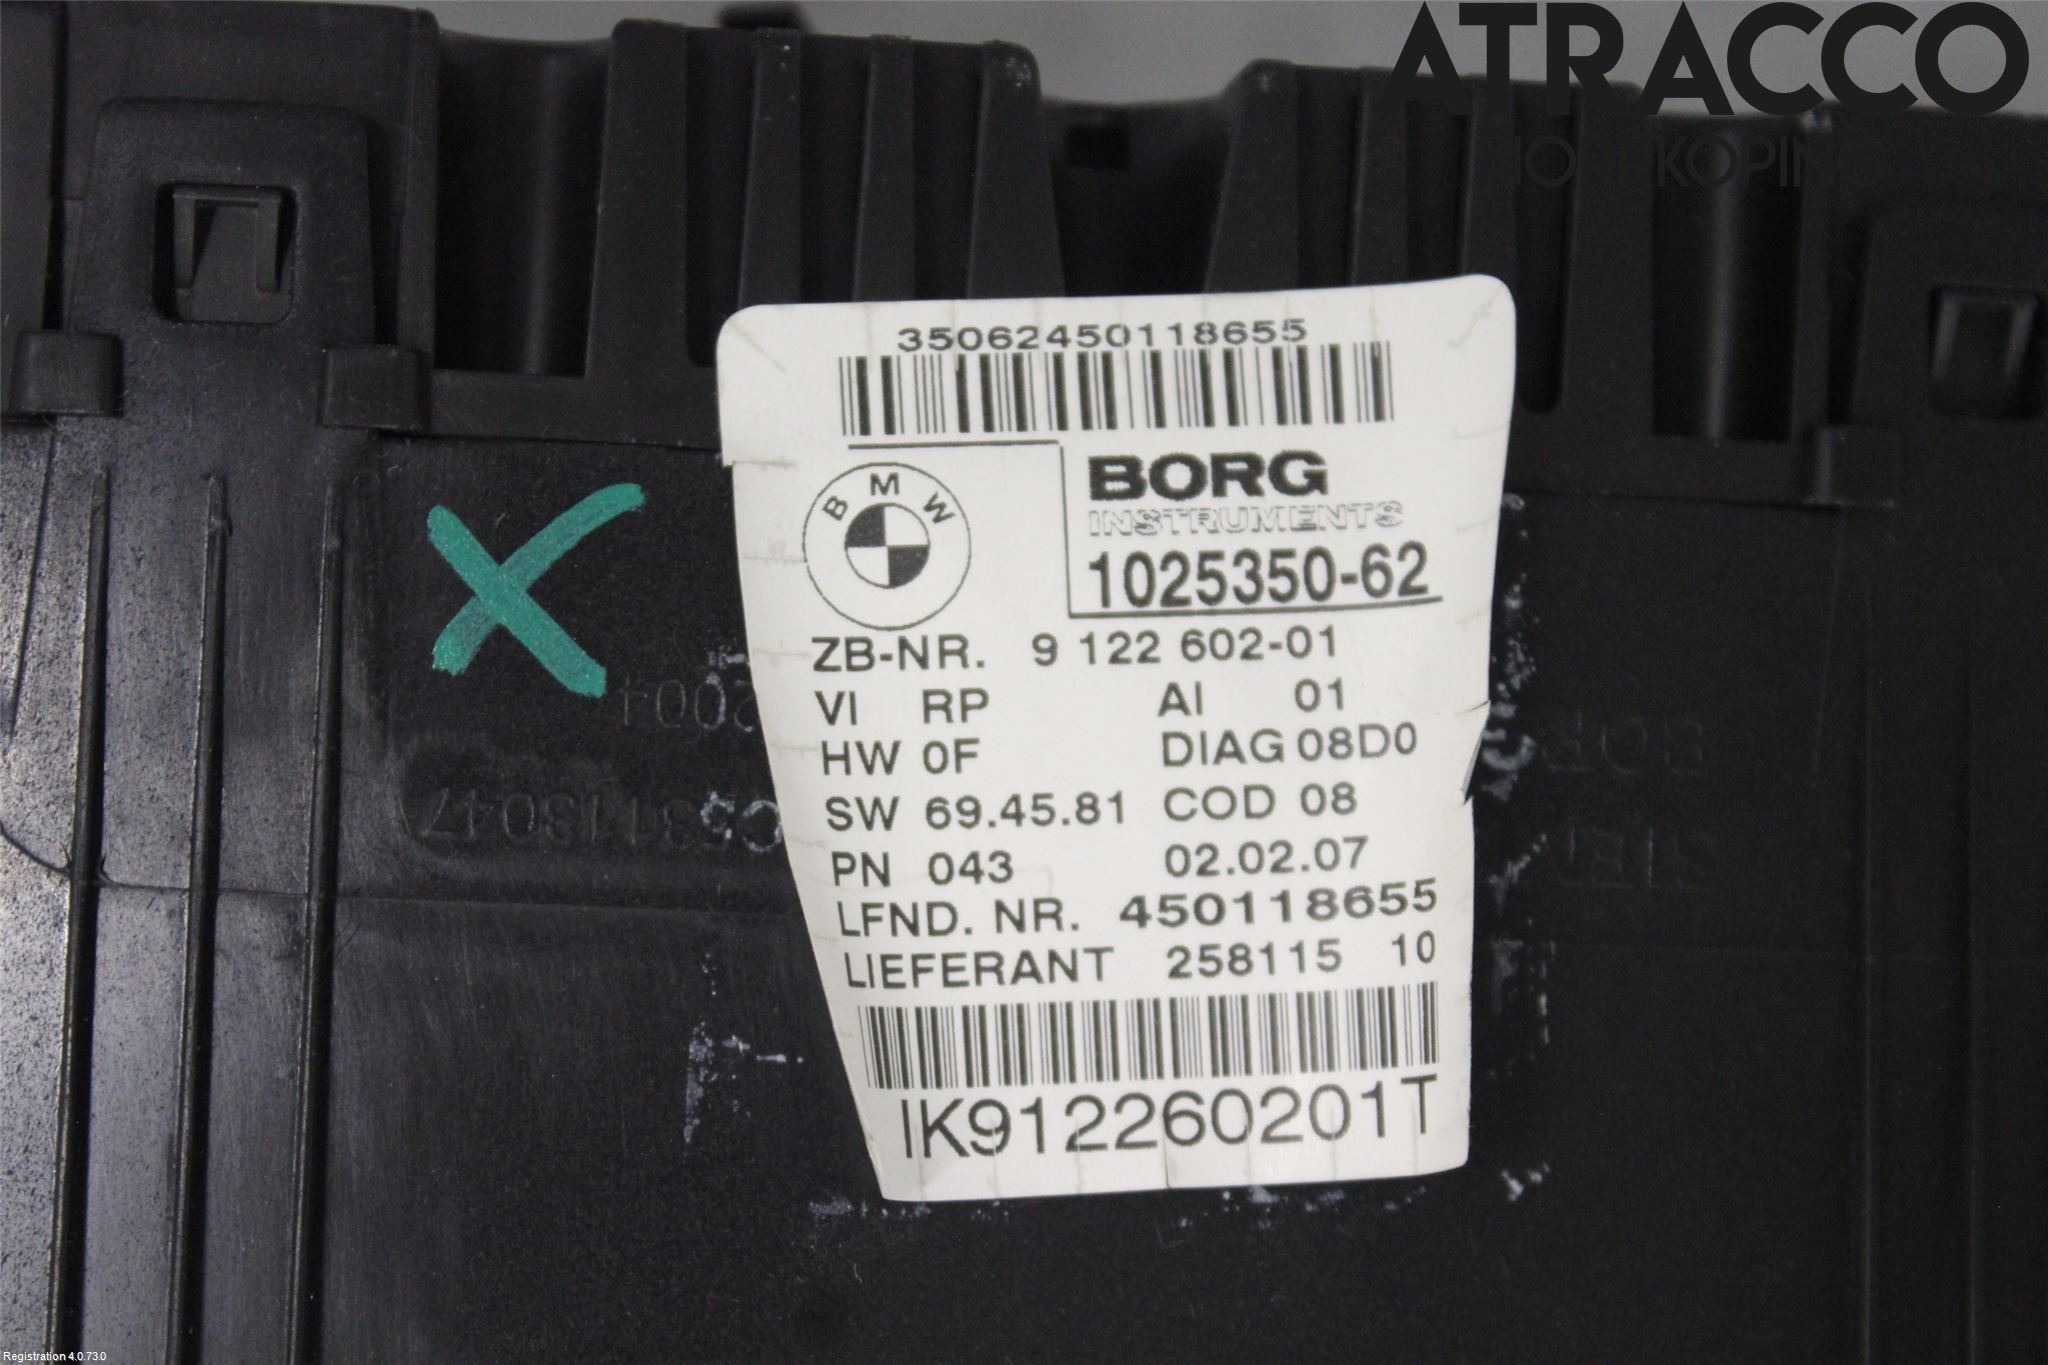 ATRACCO
NORRKÖPING
35062450118655
BMW
BORG
INSTRUMENTS
1025350-62
ZB-NR. 9 122 602-01
VI RP AI 01
HW 0F DIAG 08D0
SW 69.45.81 COD 08
PN 043 02.02.07
LFND. NR. 450118655
LIEFERANT 258115 10
IK912260201T
Registration 4.0.73.0